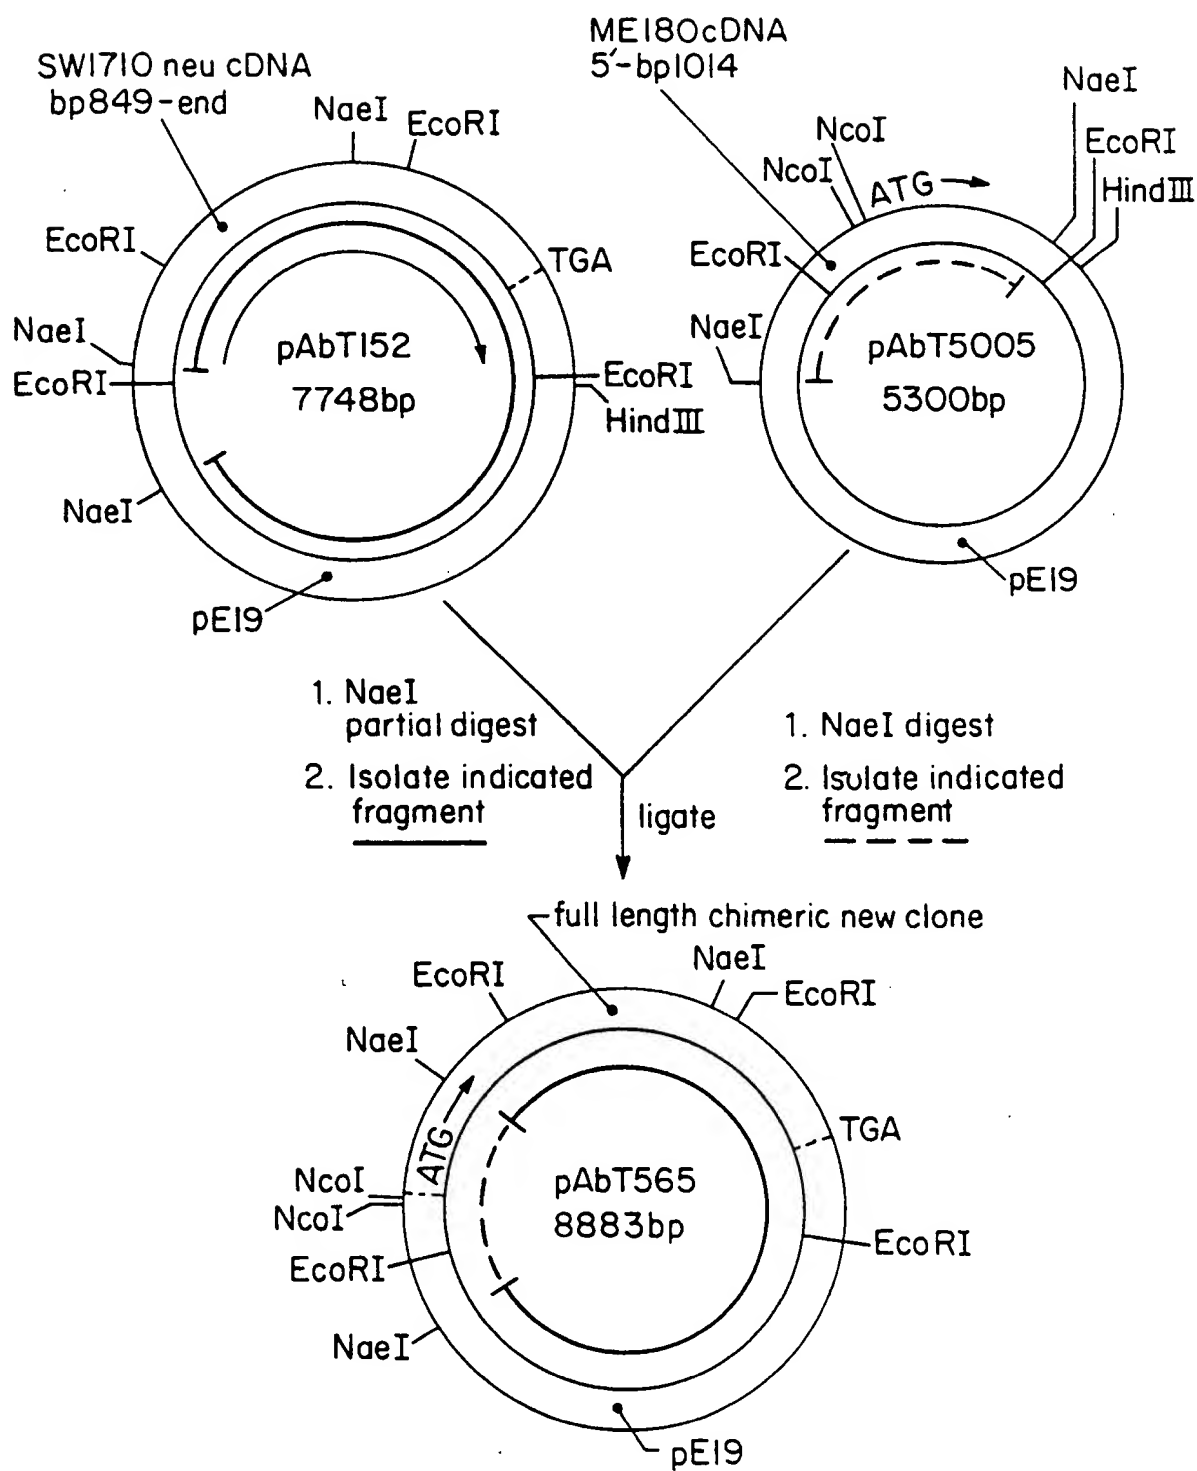 SW1710 neu cDNA
bp849-end
NaeI
EcoRI
EcoRI
NaeI
EcoRI
NaeI
TGA
EcoRI
HindIII
pAbT152
7748bp
pE19
ME180cDNA
5'-bp1014
NcoI
NcoI
ATG
NaeI
EcoRI
HindIII
EcoRI
NaeI
pAbT5005
5300bp
pE19
1. NaeI
partial digest
2. Isolate indicated
fragment
1. NaeI digest
2. Isulate indicated
fragment
ligate
full length chimeric new clone
NaeI
EcoRI
EcoRI
NaeI
ATG
TGA
NcoI
NcoI
EcoRI
NaeI
EcoRI
pAbT565
8883bp
pE19